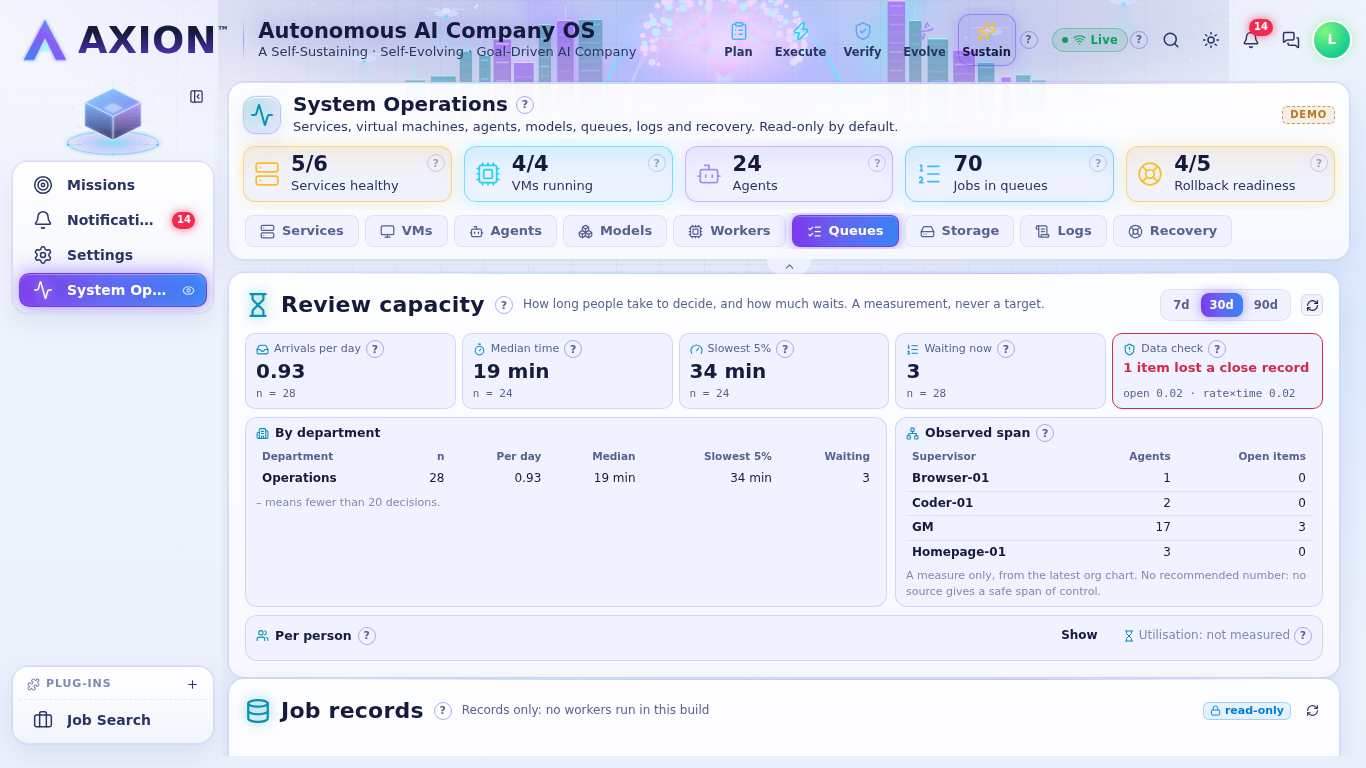 AXION™
Autonomous AI Company OS
A Self-Sustaining · Self-Evolving · Goal-Driven AI Company
Plan
Execute
Verify
Evolve
Sustain
?
Live
?
14
L
Missions
Notificati...
14
Settings
System Op...
PLUG-INS
+
Job Search
System Operations ?
Services, virtual machines, agents, models, queues, logs and recovery. Read-only by default.
DEMO
5/6
Services healthy
?
4/4
VMs running
?
24
Agents
?
70
Jobs in queues
?
4/5
Rollback readiness
?
Services
VMs
Agents
Models
Workers
Queues
Storage
Logs
Recovery
Review capacity ? How long people take to decide, and how much waits. A measurement, never a target.
7d 30d 90d
Arrivals per day ?
0.93
n = 28
Median time ?
19 min
n = 24
Slowest 5% ?
34 min
n = 24
Waiting now ?
3
n = 28
Data check ?
1 item lost a close record
open 0.02 · rate×time 0.02
By department
Department n Per day Median Slowest 5% Waiting
Operations 28 0.93 19 min 34 min 3
– means fewer than 20 decisions.
Observed span ?
Supervisor Agents Open items
Browser-01 1 0
Coder-01 2 0
GM 17 3
Homepage-01 3 0
A measure only, from the latest org chart. No recommended number: no
source gives a safe span of control.
Per person ?
Show
Utilisation: not measured ?
Job records ? Records only: no workers run in this build
read-only